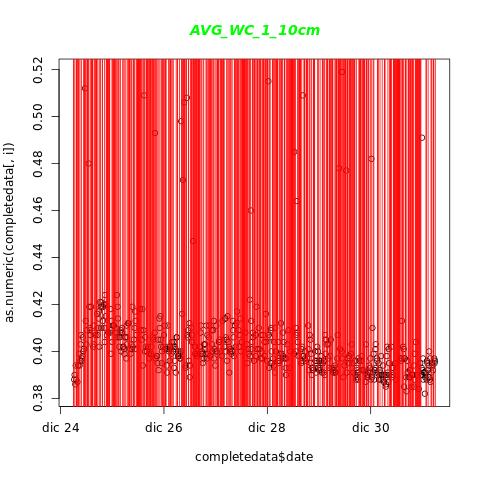 AVG_WC_1_10cm
as.numeric(completedata[, i])
0.52
0.50
0.48
0.46
0.44
0.42
0.40
0.38
dic 24
dic 26
dic 28
dic 30
completedata$date